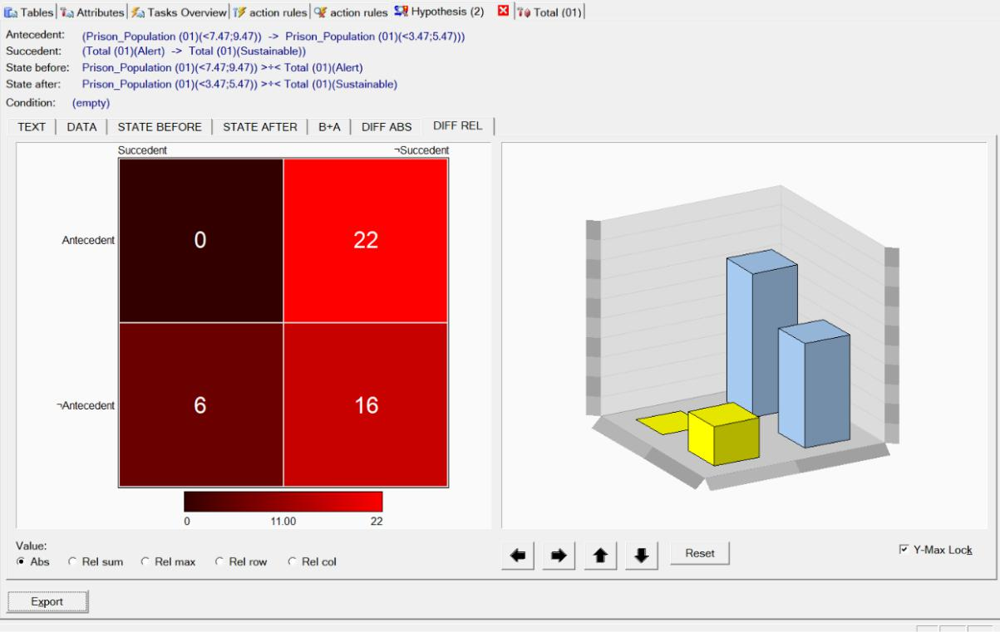 Tables Attributes Tasks Overview action rules action rules Hypothesis (2) Total (01)
Antecedent: (Prison_Population (01)(<7.47;9.47)) -> Prison_Population (01)(<3.47;5.47)))
Succedent: (Total (01)(Alert) -> Total (01)(Sustainable))
State before: Prison_Population (01)(<7.47;9.47)) >÷< Total (01)(Alert)
State after: Prison_Population (01)(<3.47;5.47)) >÷< Total (01)(Sustainable)
Condition: (empty)
TEXT DATA STATE BEFORE STATE AFTER B+A DIFF ABS DIFF REL
Succedent ¬Succedent
Antecedent 0 22
¬Antecedent 6 16
0 11.00 22
Value:
Abs Rel sum Rel max Rel row Rel col
Reset
Y-Max Lock
Export